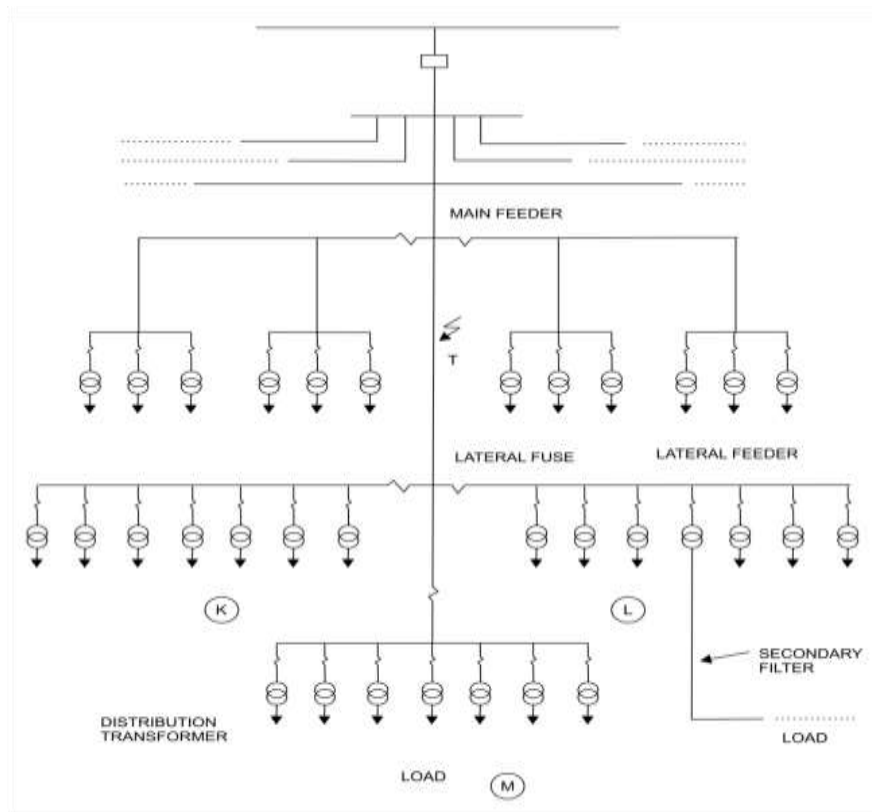 MAIN FEEDER
T
LATERAL FUSE
LATERAL FEEDER
K
L
SECONDARY
FILTER
DISTRIBUTION
TRANSFORMER
LOAD
LOAD
M